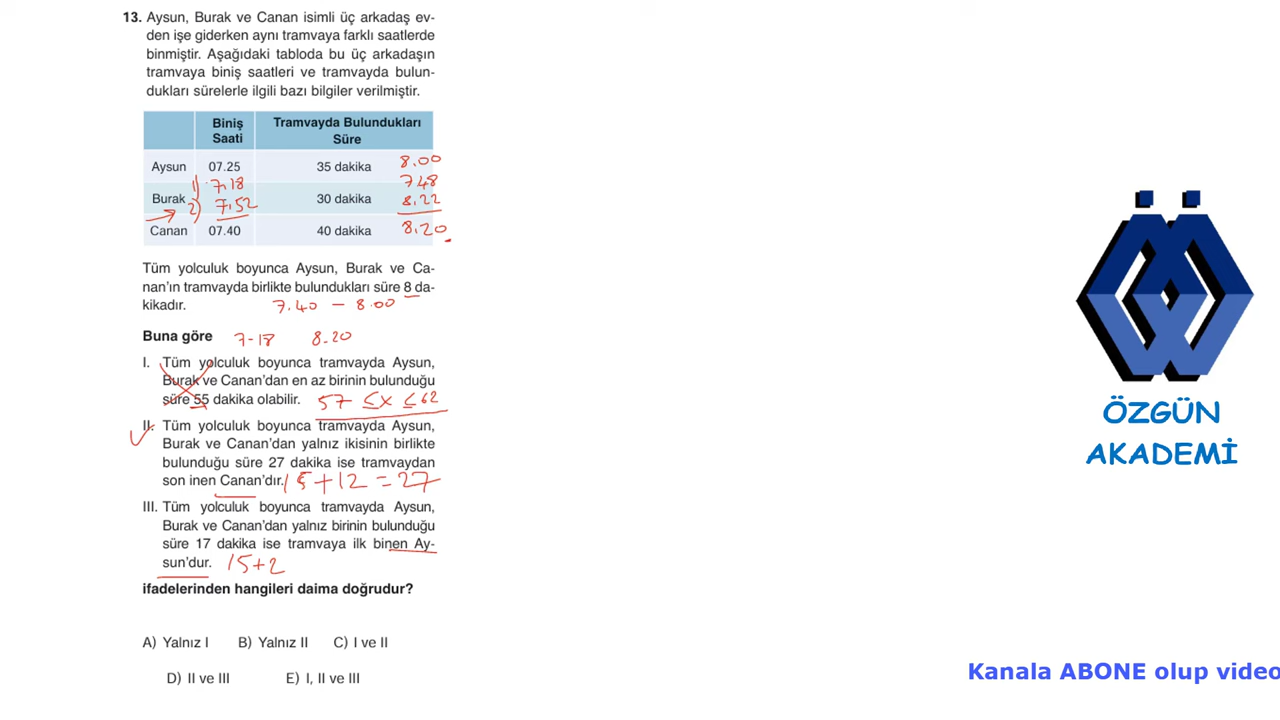 13. Aysun, Burak ve Canan isimli üç arkadaş ev-
den işe giderken aynı tramvaya farklı saatlerde
binmiştir. Aşağıdaki tabloda bu üç arkadaşın
tramvaya biniş saatleri ve tramvayda bulun-
dukları sürelerle ilgili bazı bilgiler verilmiştir.
Biniş Saati Tramvayda Bulundukları Süre
Aysun 07.25 35 dakika 8.00
1) 7.18 7.48
Burak 2) 7.52 30 dakika 8.22
Canan 07.40 40 dakika 8.20
Tüm yolculuk boyunca Aysun, Burak ve Ca-
nan'ın tramvayda birlikte bulundukları süre 8 da-
kikadır. 7.40 – 8.00
Buna göre 7-18 8.20
I. Tüm yolculuk boyunca tramvayda Aysun,
Burak ve Canan'dan en az birinin bulunduğu
süre 55 dakika olabilir. 57 ≤ x ≤ 62
II. Tüm yolculuk boyunca tramvayda Aysun,
Burak ve Canan'dan yalnız ikisinin birlikte
bulunduğu süre 27 dakika ise tramvaydan
son inen Canan'dır. 15+12=27
III. Tüm yolculuk boyunca tramvayda Aysun,
Burak ve Canan'dan yalnız birinin bulunduğu
süre 17 dakika ise tramvaya ilk binen Ay-
sun'dur. 15+2
ifadelerinden hangileri daima doğrudur?
A) Yalnız I B) Yalnız II C) I ve II
D) II ve III E) I, II ve III
ÖZGÜN
AKADEMİ
Kanala ABONE olup video